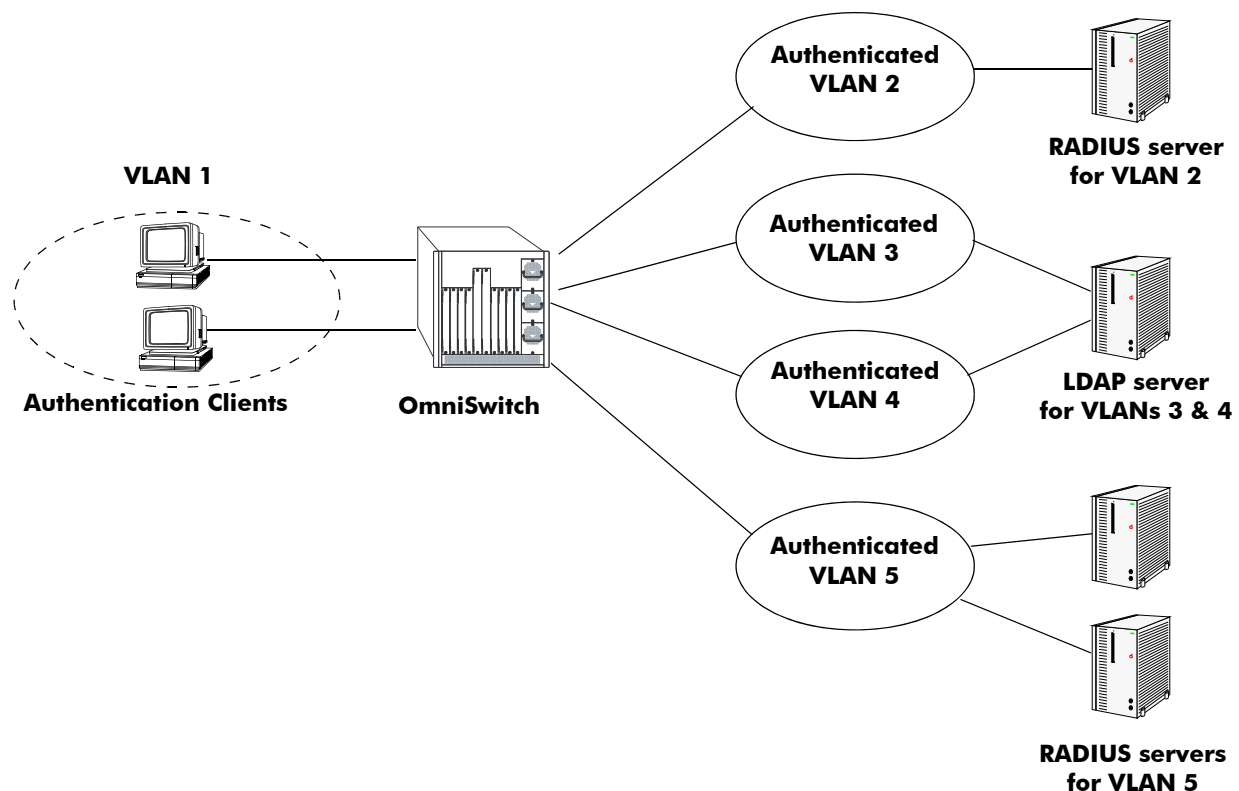 Authenticated
VLAN 2
RADIUS server
for VLAN 2
VLAN 1
Authenticated
VLAN 3
Authenticated
VLAN 4
LDAP server
for VLANs 3 & 4
Authentication Clients
OmniSwitch
Authenticated
VLAN 5
RADIUS servers
for VLAN 5